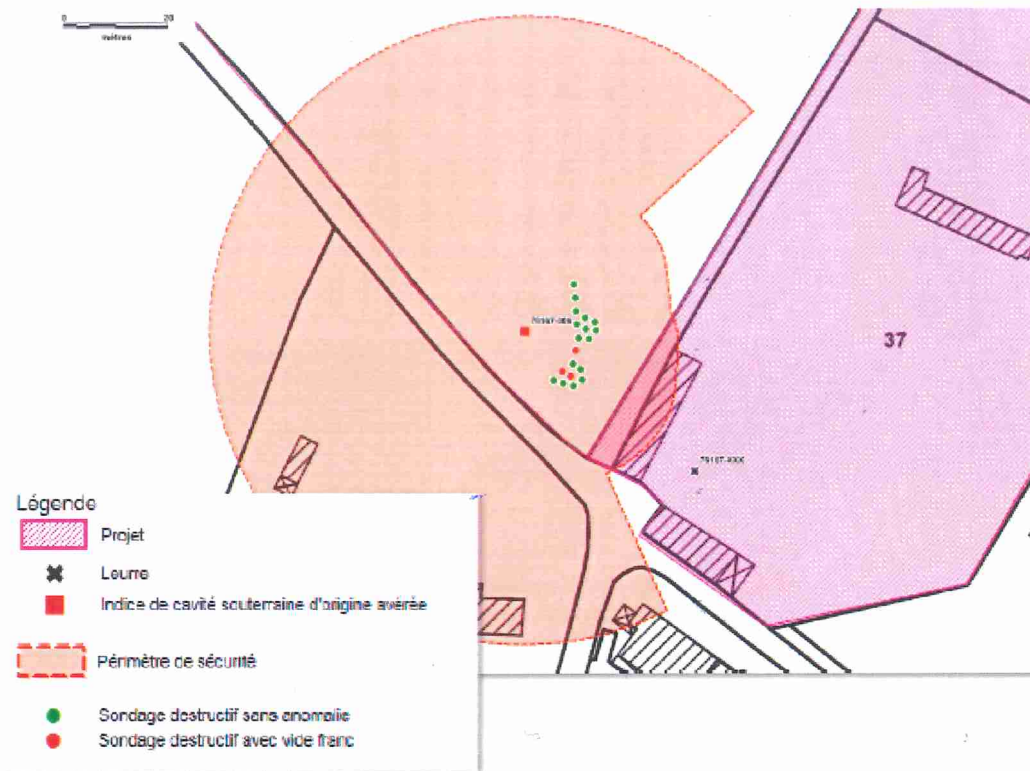 0 20
mètres
37
Légende
Projet
Leurre
Indice de cavité souterraine d'origine avérée
Périmètre de sécurité
Sondage destructif sans anomalie
Sondage destructif avec vide franc